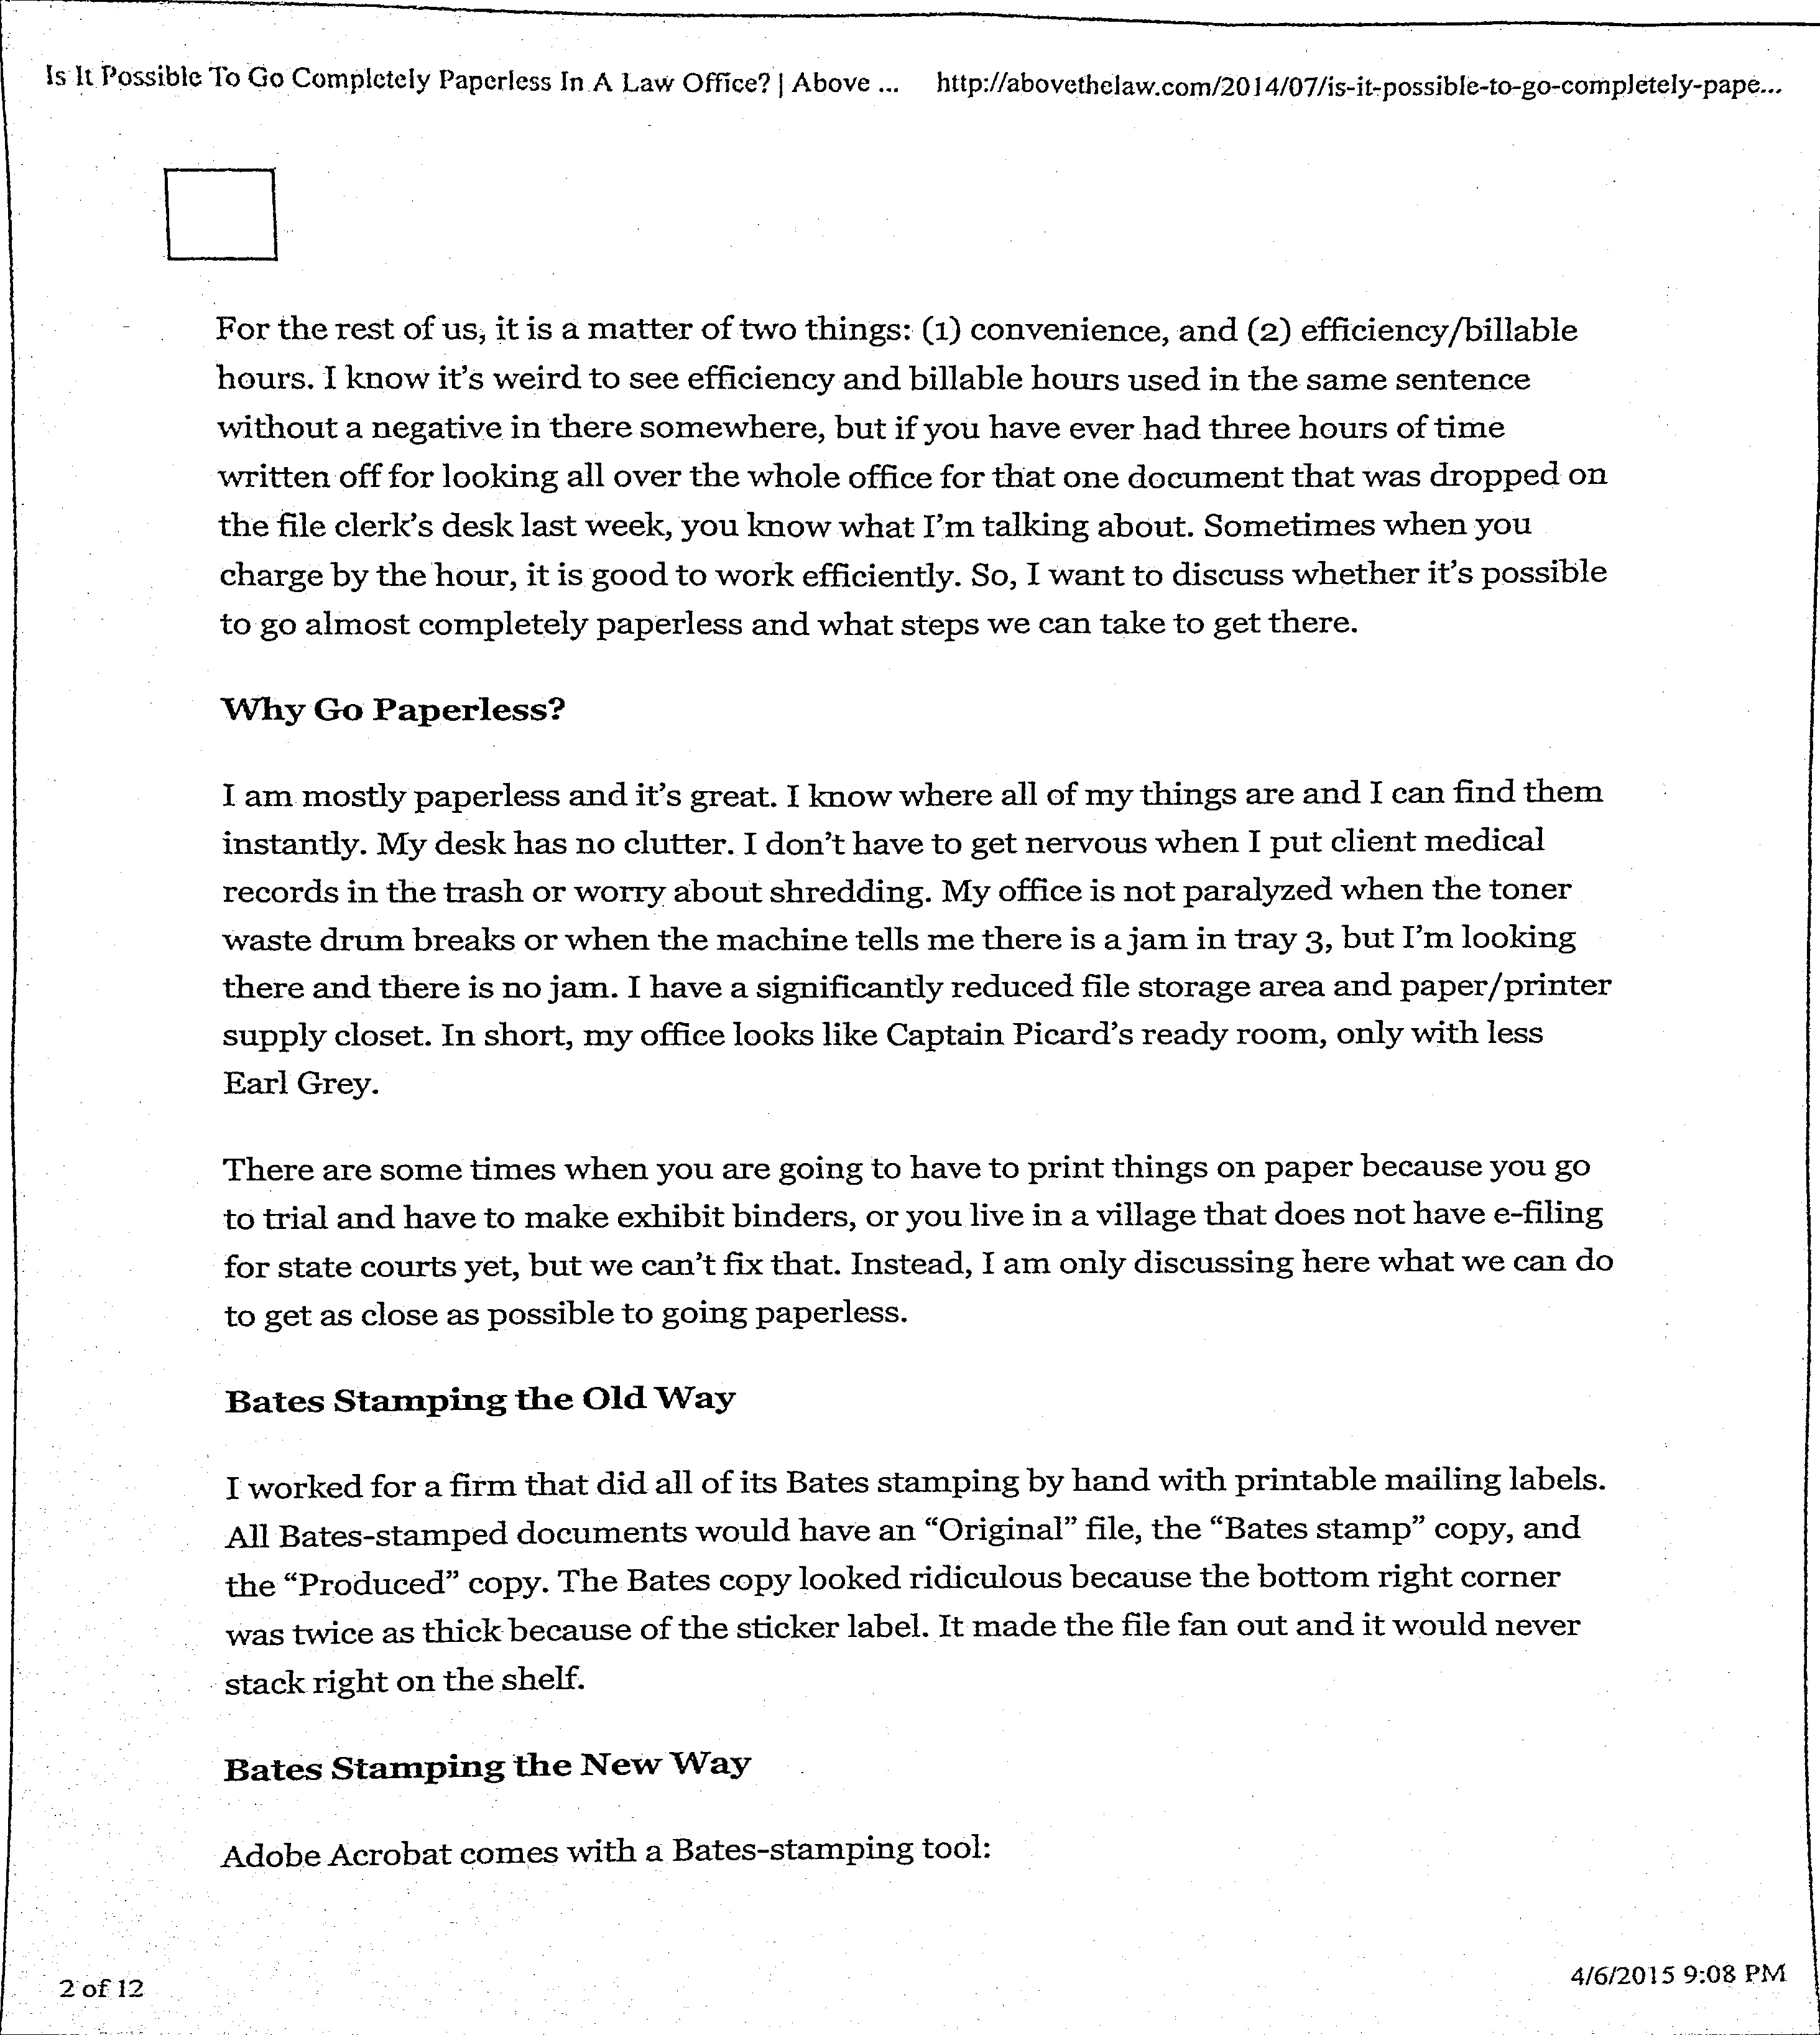 Is It Possible To Go Completely Paperless In A Law Office? | Above ... http://abovethelaw.com/2014/07/is-it-possible-to-go-completely-pape...
For the rest of us, it is a matter of two things: (1) convenience, and (2) efficiency/billable
hours. I know it's weird to see efficiency and billable hours used in the same sentence
without a negative in there somewhere, but if you have ever had three hours of time
written off for looking all over the whole office for that one document that was dropped on
the file clerk's desk last week, you know what I'm talking about. Sometimes when you
charge by the hour, it is good to work efficiently. So, I want to discuss whether it's possible
to go almost completely paperless and what steps we can take to get there.
Why Go Paperless?
I am mostly paperless and it's great. I know where all of my things are and I can find them
instantly. My desk has no clutter. I don't have to get nervous when I put client medical
records in the trash or worry about shredding. My office is not paralyzed when the toner
waste drum breaks or when the machine tells me there is a jam in tray 3, but I'm looking
there and there is no jam. I have a significantly reduced file storage area and paper/printer
supply closet. In short, my office looks like Captain Picard's ready room, only with less
Earl Grey.
There are some times when you are going to have to print things on paper because you go
to trial and have to make exhibit binders, or you live in a village that does not have e-filing
for state courts yet, but we can't fix that. Instead, I am only discussing here what we can do
to get as close as possible to going paperless.
Bates Stamping the Old Way
I worked for a firm that did all of its Bates stamping by hand with printable mailing labels.
All Bates-stamped documents would have an “Original” file, the “Bates stamp” copy, and
the “Produced” copy. The Bates copy looked ridiculous because the bottom right corner
was twice as thick because of the sticker label. It made the file fan out and it would never
stack right on the shelf.
Bates Stamping the New Way
Adobe Acrobat comes with a Bates-stamping tool:
2 of 12
4/6/2015 9:08 PM